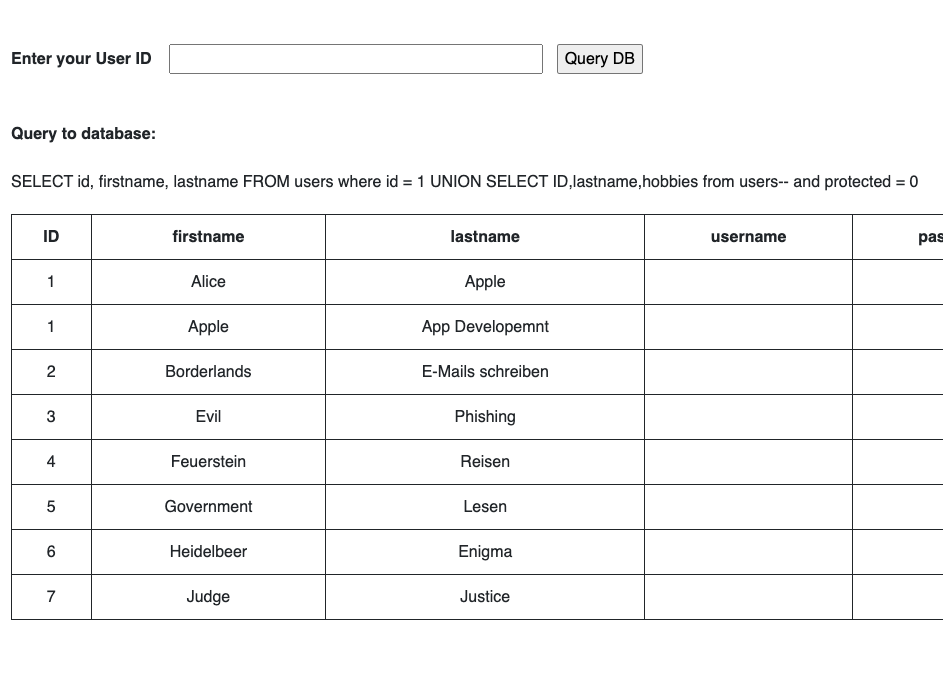 Enter your User ID Query DB
Query to database:
SELECT id, firstname, lastname FROM users where id = 1 UNION SELECT ID,lastname,hobbies from users-- and protected = 0
ID firstname lastname username pas
1 Alice Apple
1 Apple App Developemnt
2 Borderlands E-Mails schreiben
3 Evil Phishing
4 Feuerstein Reisen
5 Government Lesen
6 Heidelbeer Enigma
7 Judge Justice